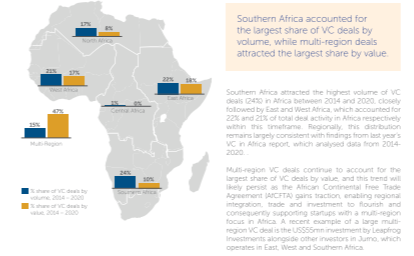 17%
8%
North Africa
21%
17%
West Africa
22%
18%
East Africa
1%
0%
Central Africa
15%
47%
Multi-Region
24%
10%
Southern Africa
% share of VC deals by
volume, 2014 – 2020
% share of VC deals by
value, 2014 – 2020
Southern Africa accounted for
the largest share of VC deals by
volume, while multi-region deals
attracted the largest share by value.
Southern Africa attracted the highest volume of VC
deals (24%) in Africa between 2014 and 2020, closely
followed by East and West Africa, which accounted for
22% and 21% of total deal activity in Africa respectively
within this timeframe. Regionally, this distribution
remains largely consistent with findings from last year's
VC in Africa report, which analysed data from 2014-
2020.
Multi-region VC deals continue to account for the
largest share of VC deals by value, and this trend will
likely persist as the African Continental Free Trade
Agreement (AfCFTA) gains traction, enabling regional
integration, trade and investment to flourish and
consequently supporting startups with a multi-region
focus in Africa. A recent example of a large multi-
region VC deal is the US$55mn investment by Leapfrog
Investments alongside other investors in Jumo, which
operates in East, West and Southern Africa.